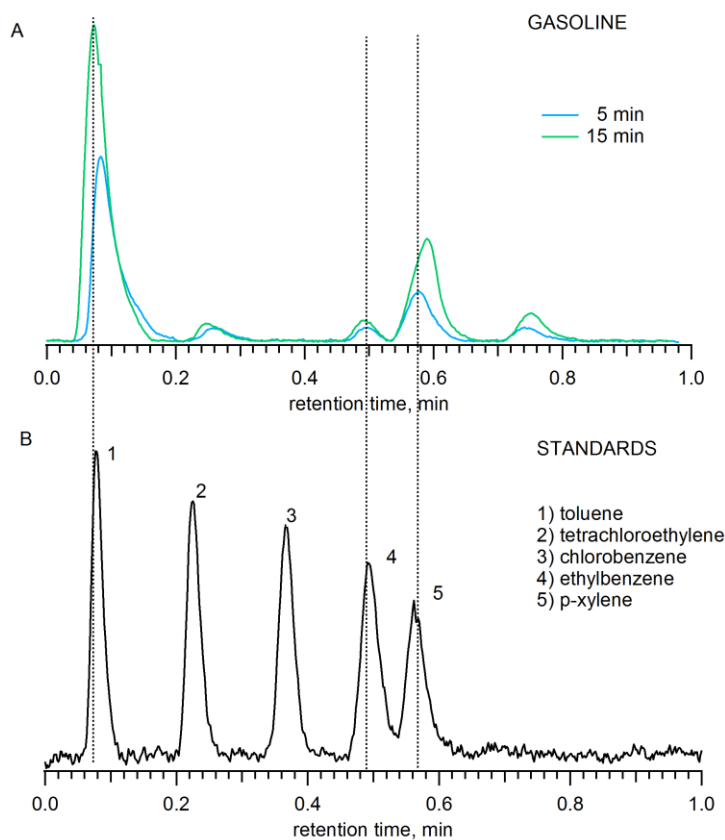 A
GASOLINE
5 min
15 min
0.0 0.2 0.4 0.6 0.8 1.0
retention time, min
B
STANDARDS
1
2
3
4
5
1) toluene
2) tetrachloroethylene
3) chlorobenzene
4) ethylbenzene
5) p-xylene
0.0 0.2 0.4 0.6 0.8 1.0
retention time, min